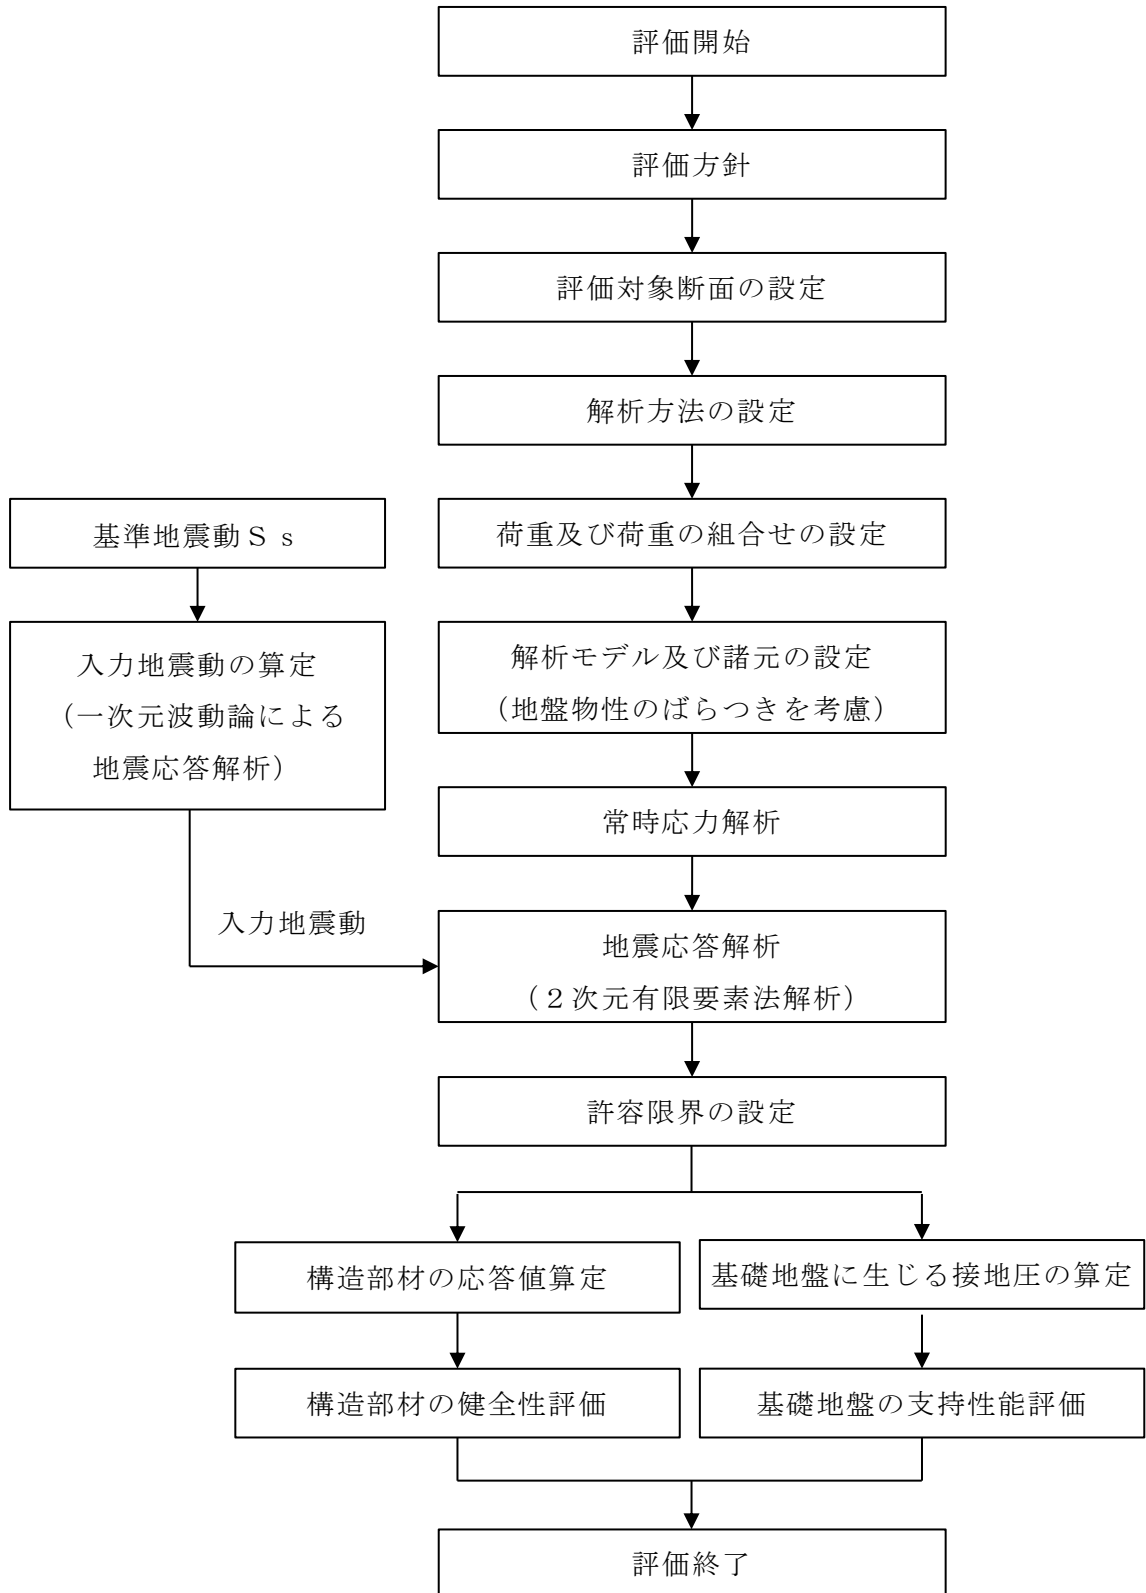 評価開始
評価方針
評価対象断面の設定
解析方法の設定
基準地震動Ｓｓ
荷重及び荷重の組合せの設定
入力地震動の算定
（一次元波動論による
地震応答解析）
解析モデル及び諸元の設定
（地盤物性のばらつきを考慮）
常時応力解析
入力地震動
地震応答解析
（２次元有限要素法解析）
許容限界の設定
構造部材の応答値算定
基礎地盤に生じる接地圧の算定
構造部材の健全性評価
基礎地盤の支持性能評価
評価終了